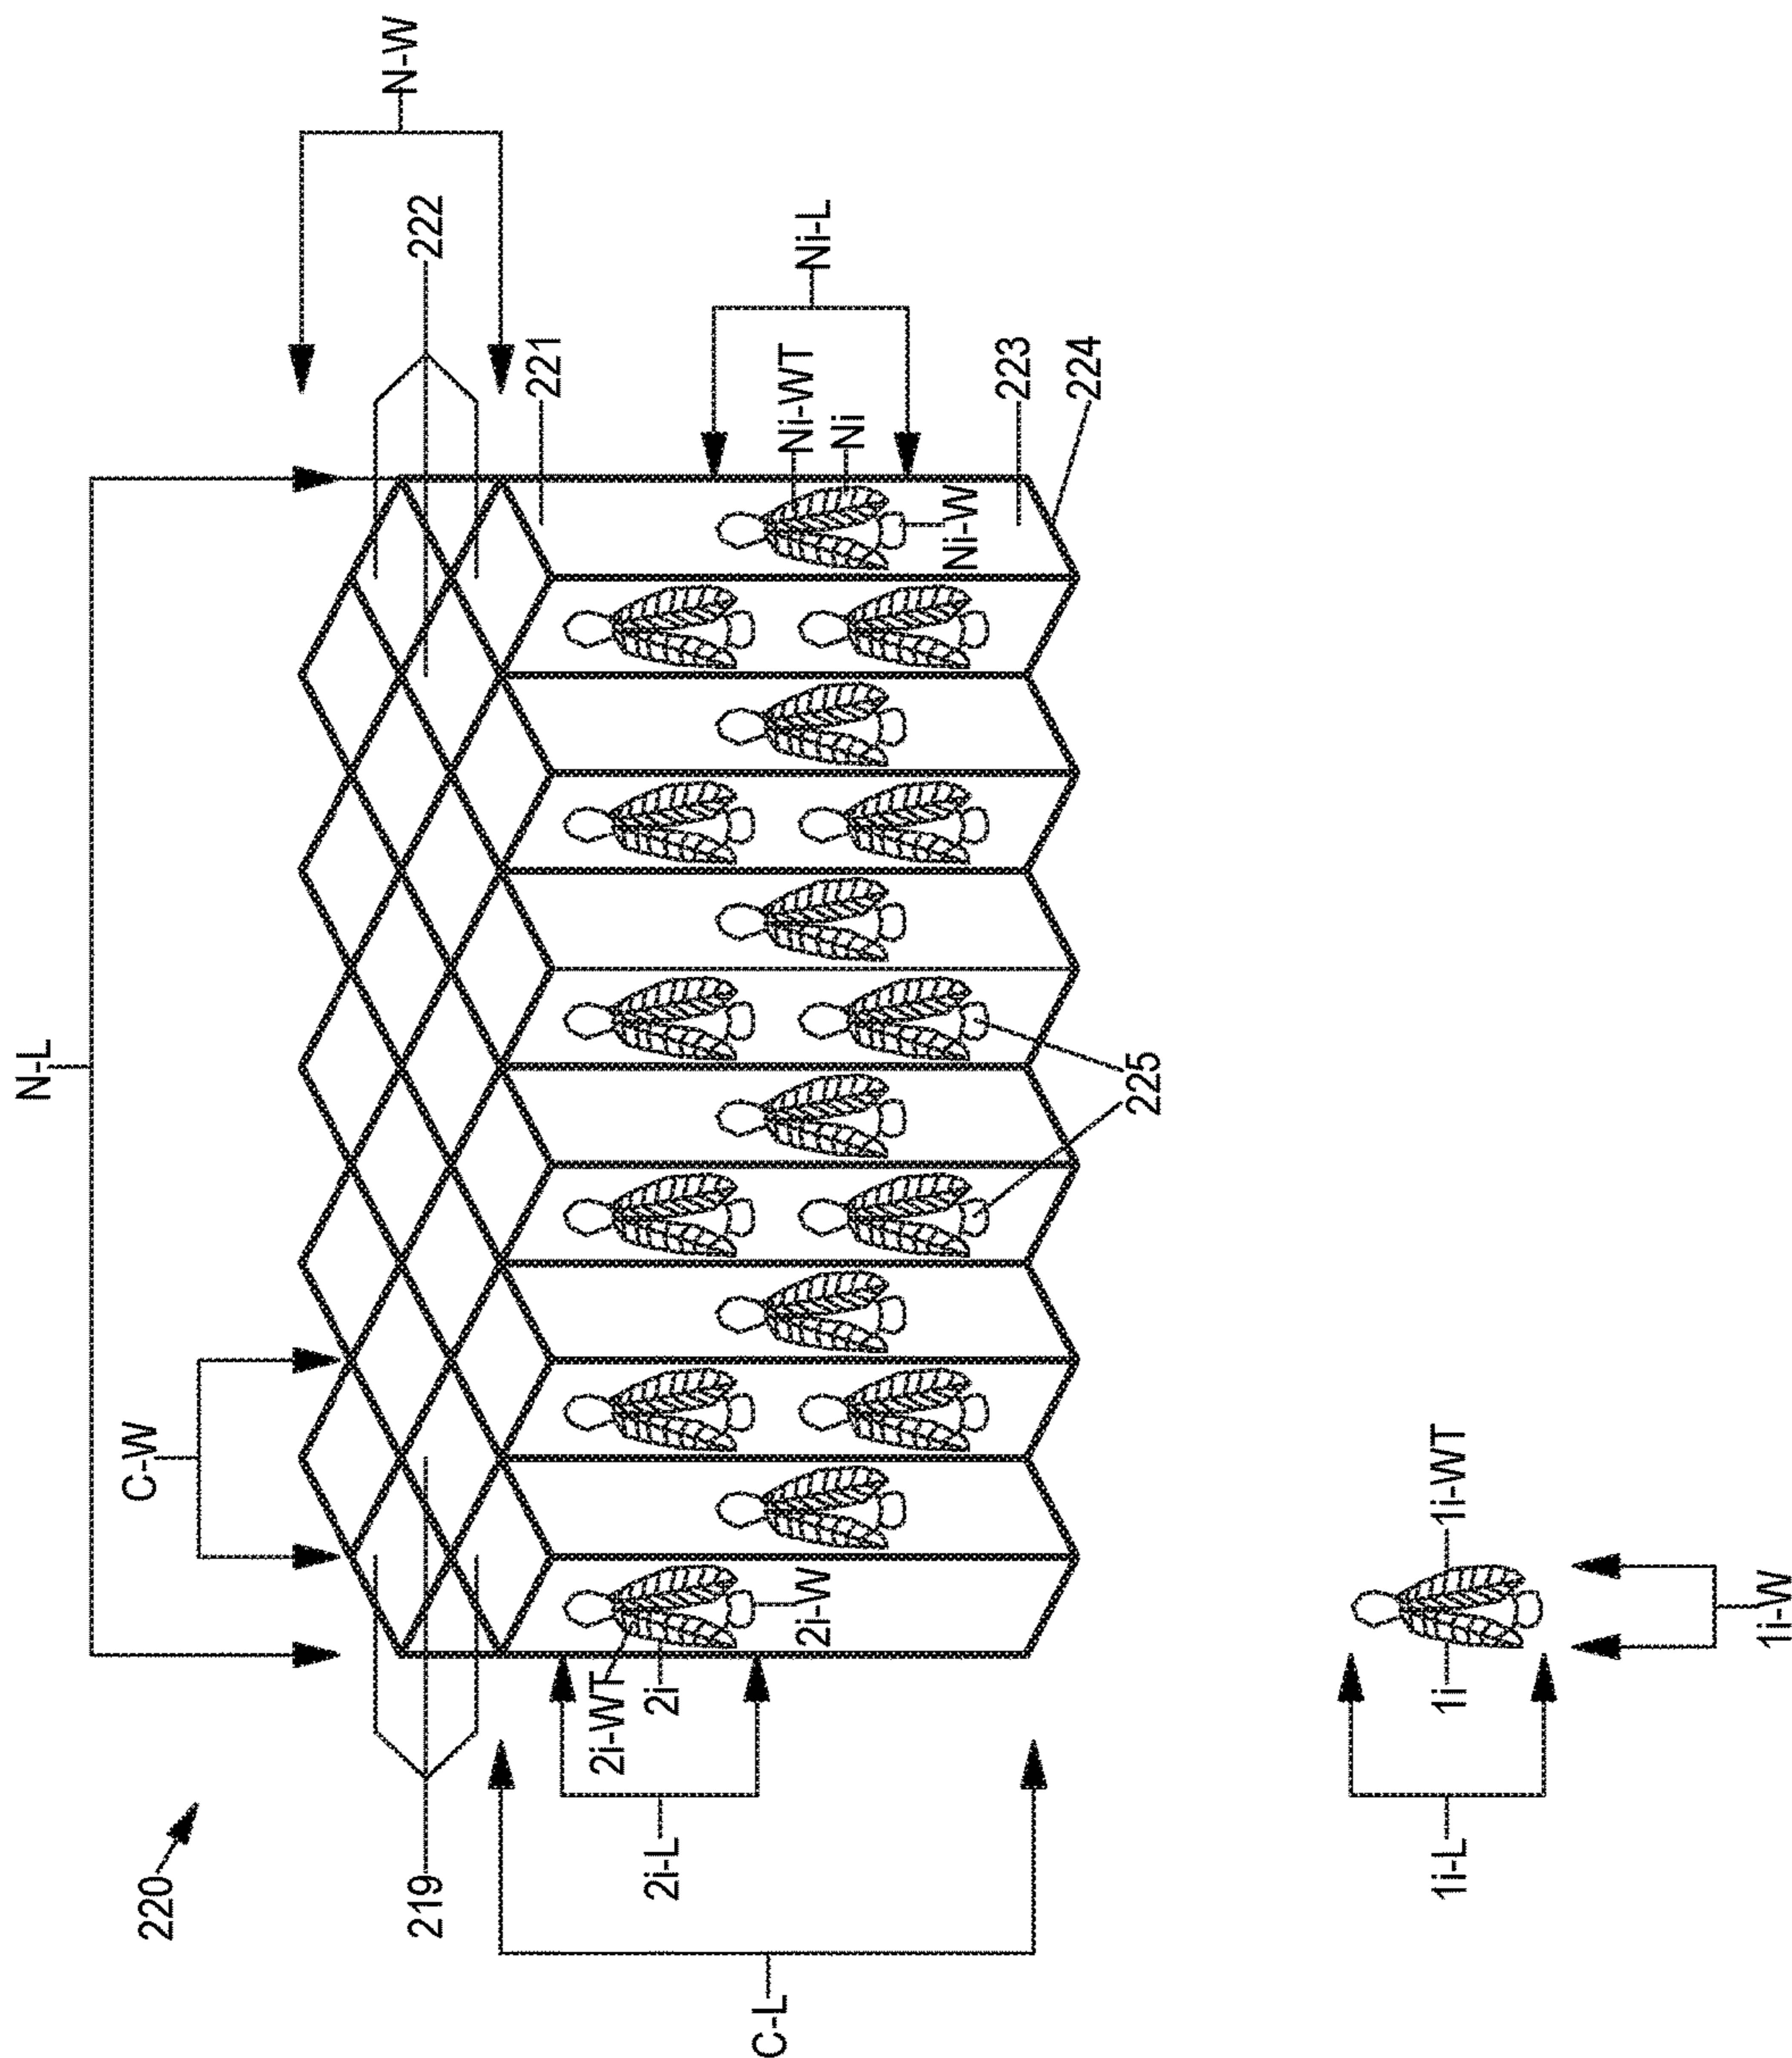 N-L
N-W
C-W
222
221
220
219
2i-WT
2i
2i-L
2i-W
C-L
Ni-L
Ni-WT
Ni
Ni-W
223
224
225
1i-WT
1i
1i-L
1i-W